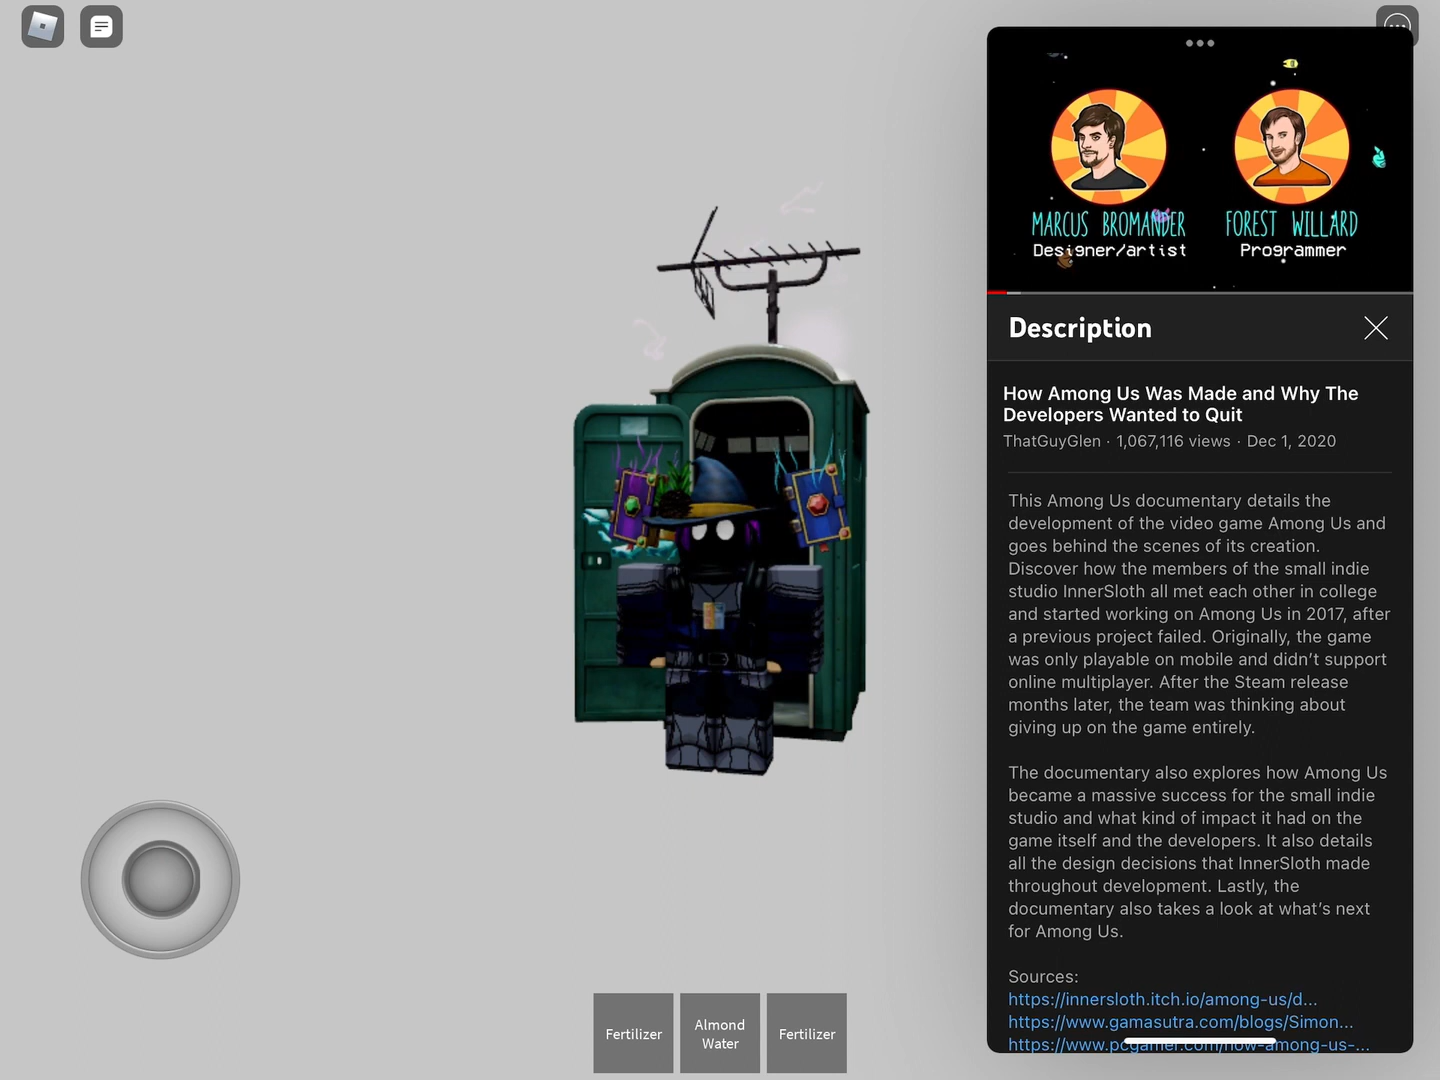 MARCUS BROMANDER
Designer/artist
FOREST WILLARD
Programmer
Description
How Among Us Was Made and Why The
Developers Wanted to Quit
ThatGuyGlen · 1,067,116 views · Dec 1, 2020
This Among Us documentary details the
development of the video game Among Us and
goes behind the scenes of its creation.
Discover how the members of the small indie
studio InnerSloth all met each other in college
and started working on Among Us in 2017, after
a previous project failed. Originally, the game
was only playable on mobile and didn’t support
online multiplayer. After the Steam release
months later, the team was thinking about
giving up on the game entirely.
The documentary also explores how Among Us
became a massive success for the small indie
studio and what kind of impact it had on the
game itself and the developers. It also details
all the design decisions that InnerSloth made
throughout development. Lastly, the
documentary also takes a look at what’s next
for Among Us.
Sources:
https://innersloth.itch.io/among-us/d...
https://www.gamasutra.com/blogs/Simon...
https://www.pcgamer.com/how-among-us-...
Fertilizer
Almond
Water
Fertilizer